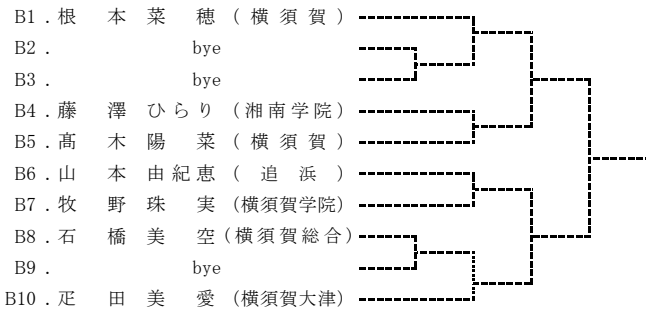 B1．根本菜穂（横須賀）
B2．bye
B3．bye
B4．藤澤ひらり（湘南学院）
B5．髙木陽菜（横須賀）
B6．山本由紀恵（追浜）
B7．牧野珠実（横須賀学院）
B8．石橋美空（横須賀総合）
B9．bye
B10．疋田美愛（横須賀大津）